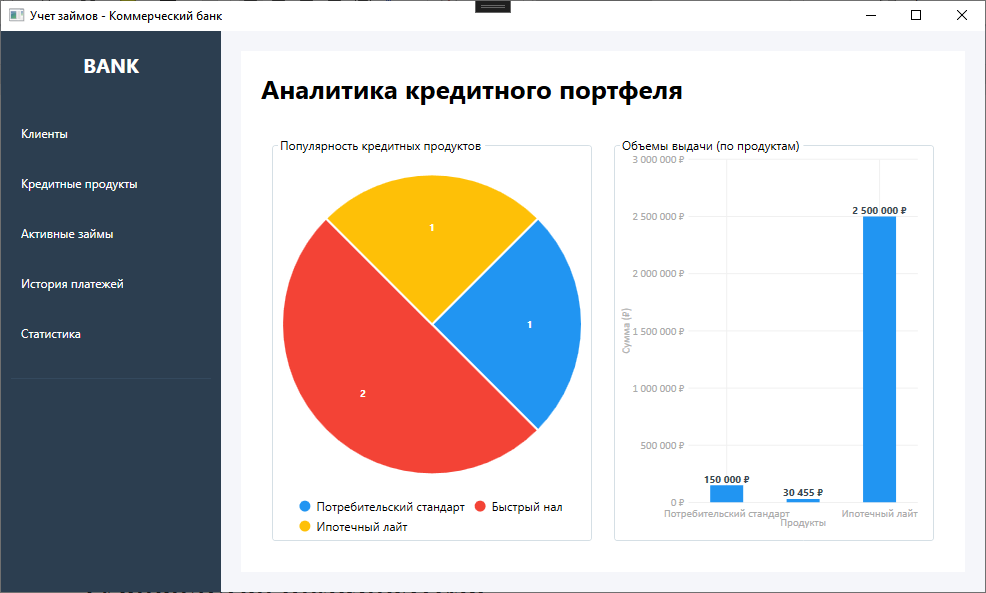 Учет займов - Коммерческий банк
BANK
Клиенты
Кредитные продукты
Активные займы
История платежей
Статистика
Аналитика кредитного портфеля
Популярность кредитных продуктов
1
1
2
Потребительский стандарт
Быстрый нал
Ипотечный лайт
Объемы выдачи (по продуктам)
Сумма (₽)
3 000 000 ₽
2 500 000 ₽
2 000 000 ₽
1 500 000 ₽
1 000 000 ₽
500 000 ₽
0 ₽
150 000 ₽
30 455 ₽
2 500 000 ₽
Потребительский стандарт
Ипотечный лайт
Продукты